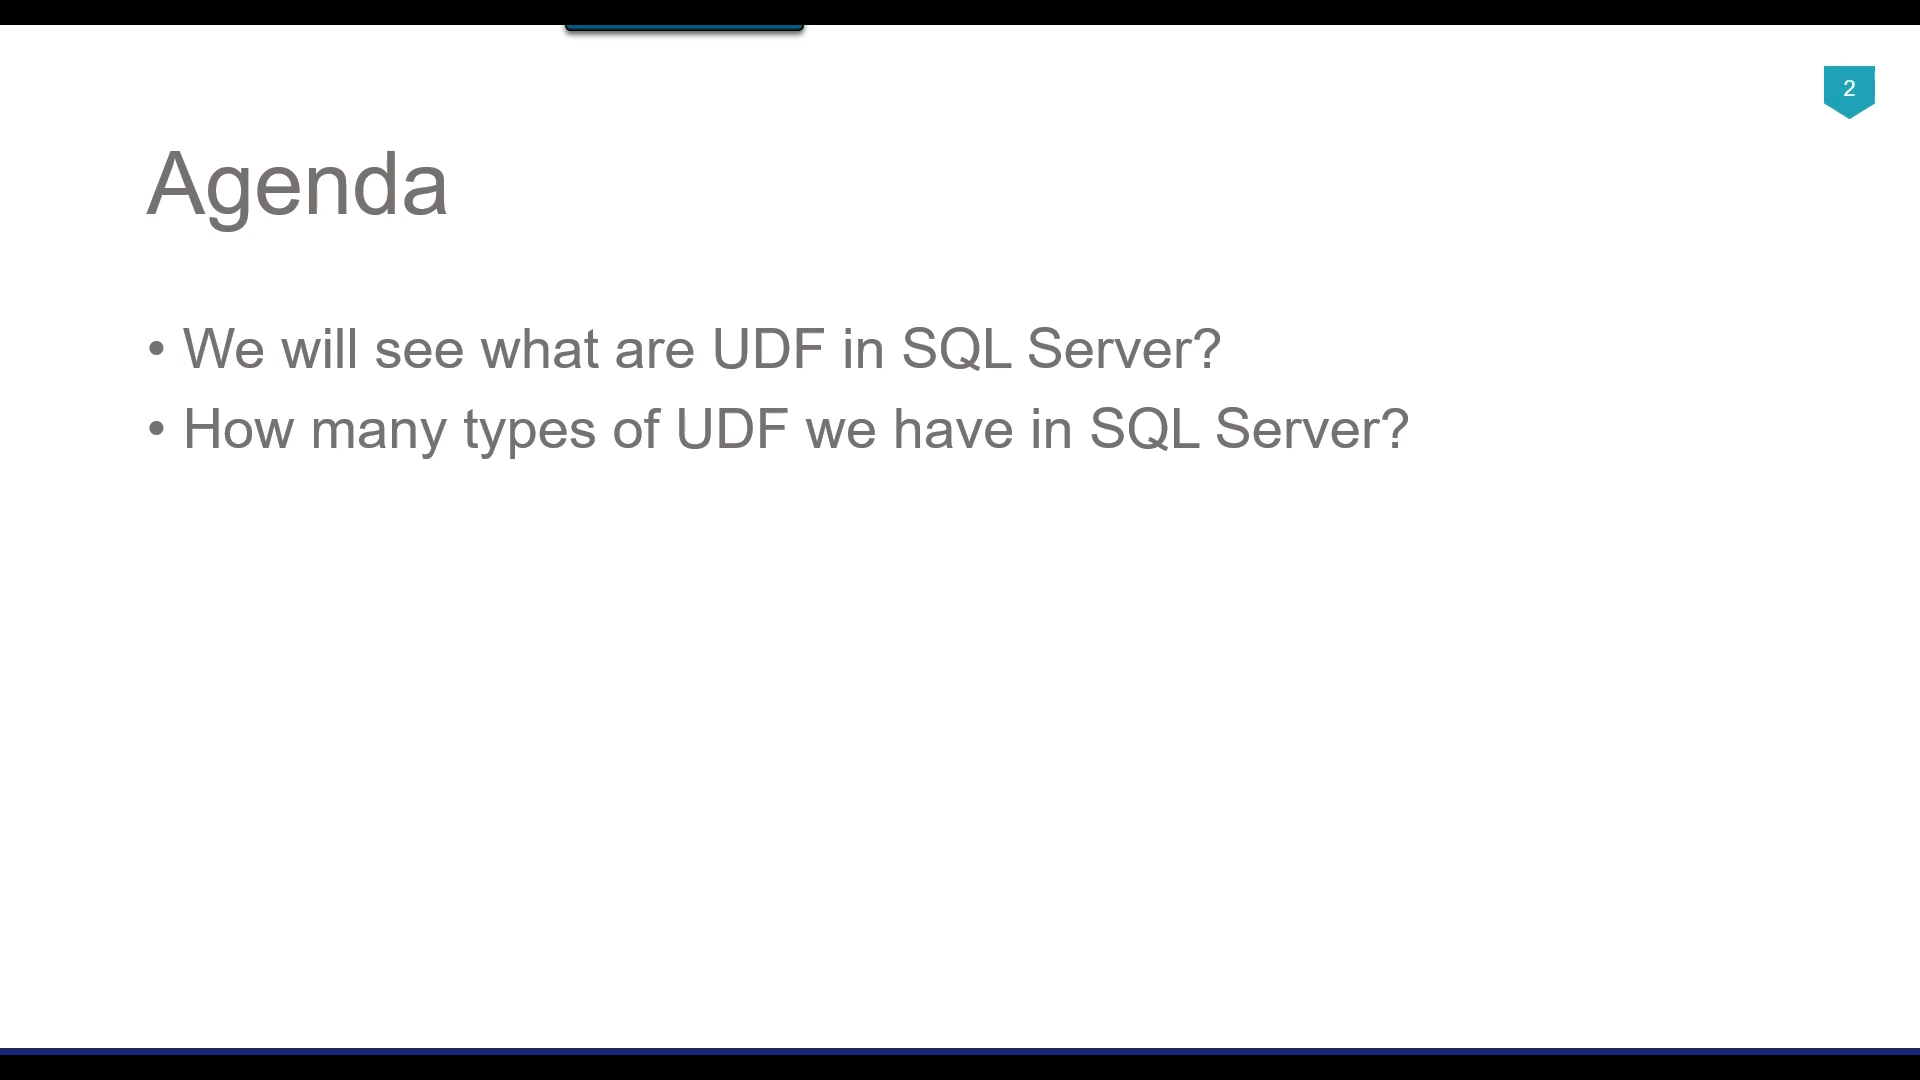 2
Agenda
• We will see what are UDF in SQL Server?
• How many types of UDF we have in SQL Server?